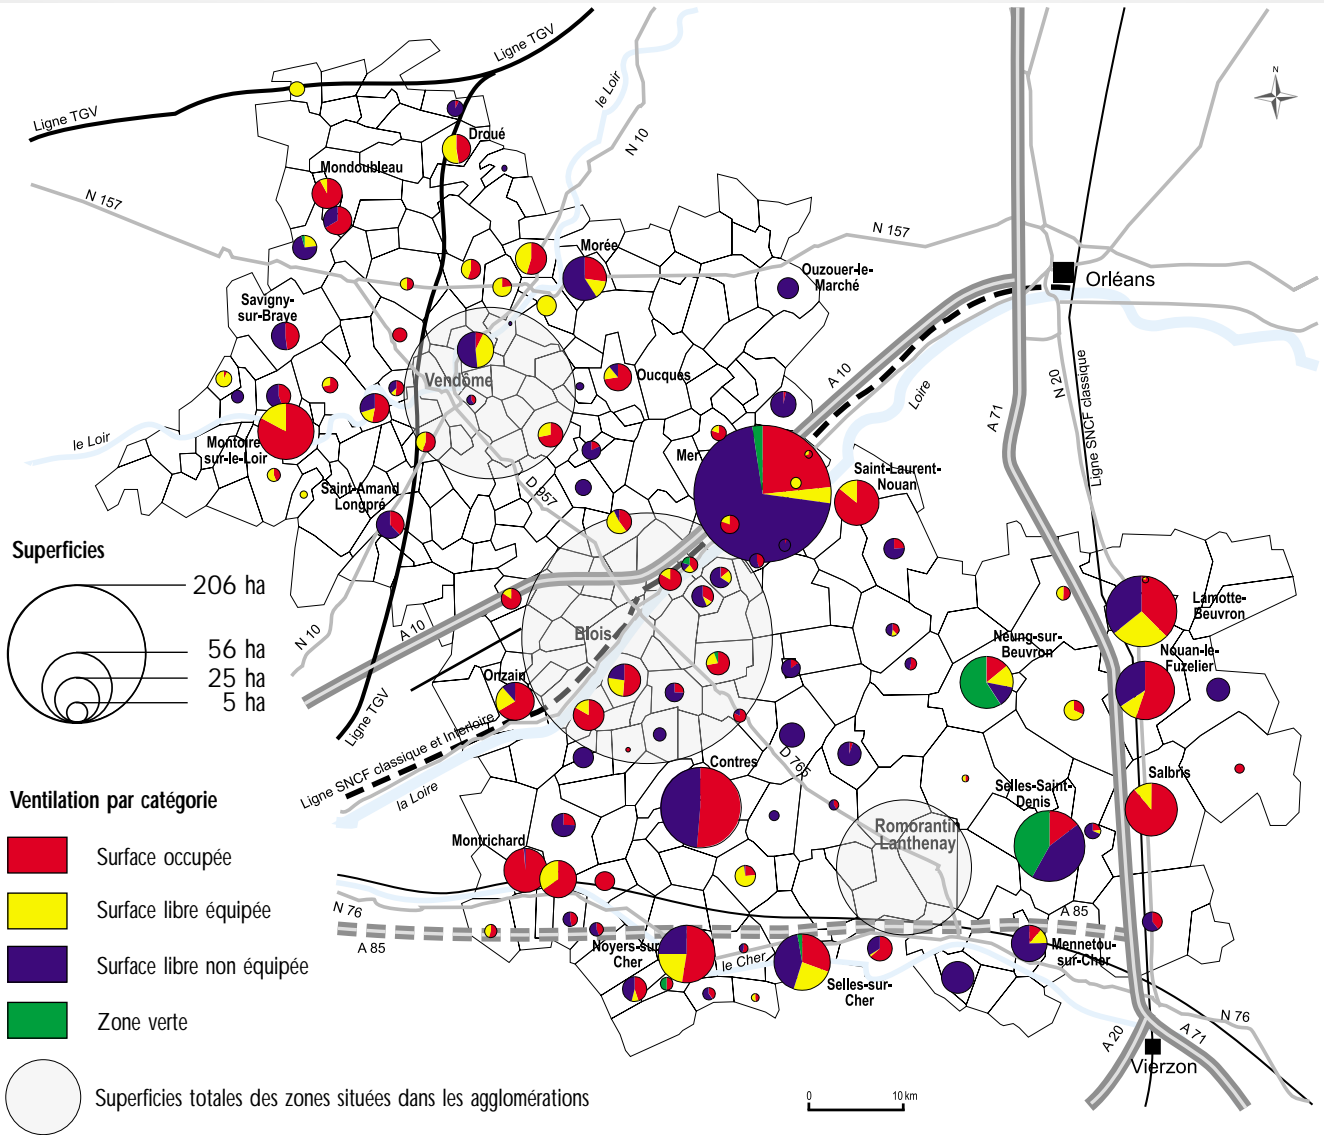 Ligne TGV
Ligne TGV
le Loir
N 10
N
Droué
Mondoubleau
N 157
N 157
Morée
Ouzouer-le-
Marché
Orléans
Savigny-
sur-Braye
A 10
Loire
A 71
N 20
Ligne SNCF classique
Vendôme
Oucques
le Loir
Montoire
sur-le-Loir
Mer
Saint-Laurent-
Nouan
Saint-Amand
Longpré
D 957
Superficies
206 ha
56 ha
25 ha
5 ha
N 10
A 10
Blois
Lamotte-
Beuvron
Neung-sur-
Beuvron
Nouan-le-
Fuzelier
Onzain
Ligne TGV
Ligne SNCF classique et Interloire
la Loire
D 765
Contres
Salbris
Selles-Saint-
Denis
Ventilation par catégorie
Surface occupée
Surface libre équipée
Surface libre non équipée
Zone verte
Superficies totales des zones situées dans les agglomérations
Montrichard
Romorantin
Lanthenay
N 76
A 85
A 85
Noyers-sur
Cher
le Cher
Selles-sur-
Cher
Mennetou-
sur-Cher
N 76
A 20
A 71
Vierzon
0 10 km